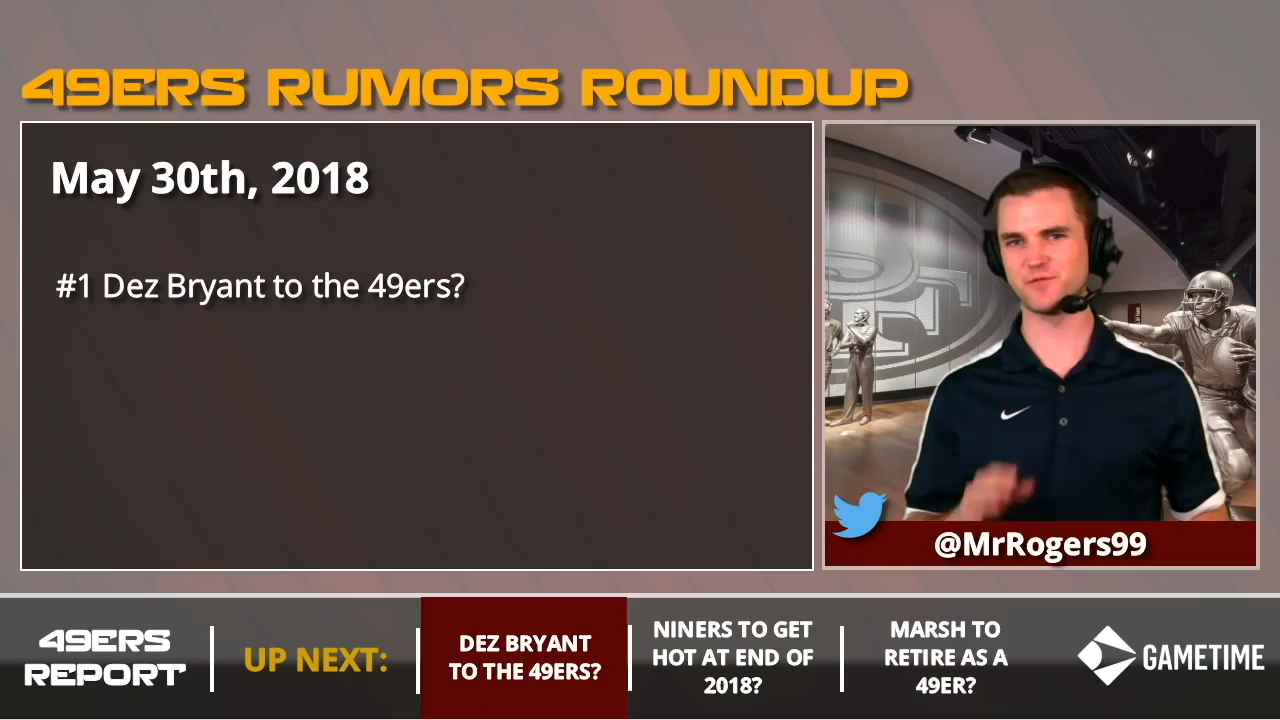 49ERS RUMORS ROUNDUP
May 30th, 2018
#1 Dez Bryant to the 49ers?
@MrRogers99
49ERS
REPORT
UP NEXT:
DEZ BRYANT
TO THE 49ERS?
NINERS TO GET
HOT AT END OF
2018?
MARSH TO
RETIRE AS A
49ER?
GAMETIME